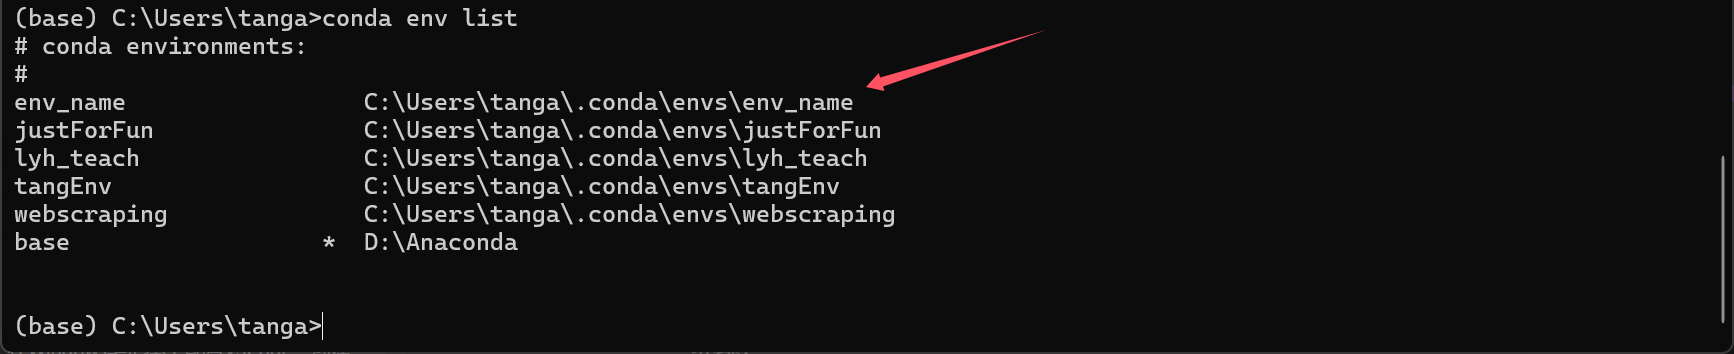 (base) C:\Users\tanga>conda env list
# conda environments:
#
env_name                 C:\Users\tanga\.conda\envs\env_name
justForFun               C:\Users\tanga\.conda\envs\justForFun
lyh_teach                C:\Users\tanga\.conda\envs\lyh_teach
tangEnv                  C:\Users\tanga\.conda\envs\tangEnv
webscraping              C:\Users\tanga\.conda\envs\webscraping
base                  *  D:\Anaconda
(base) C:\Users\tanga>